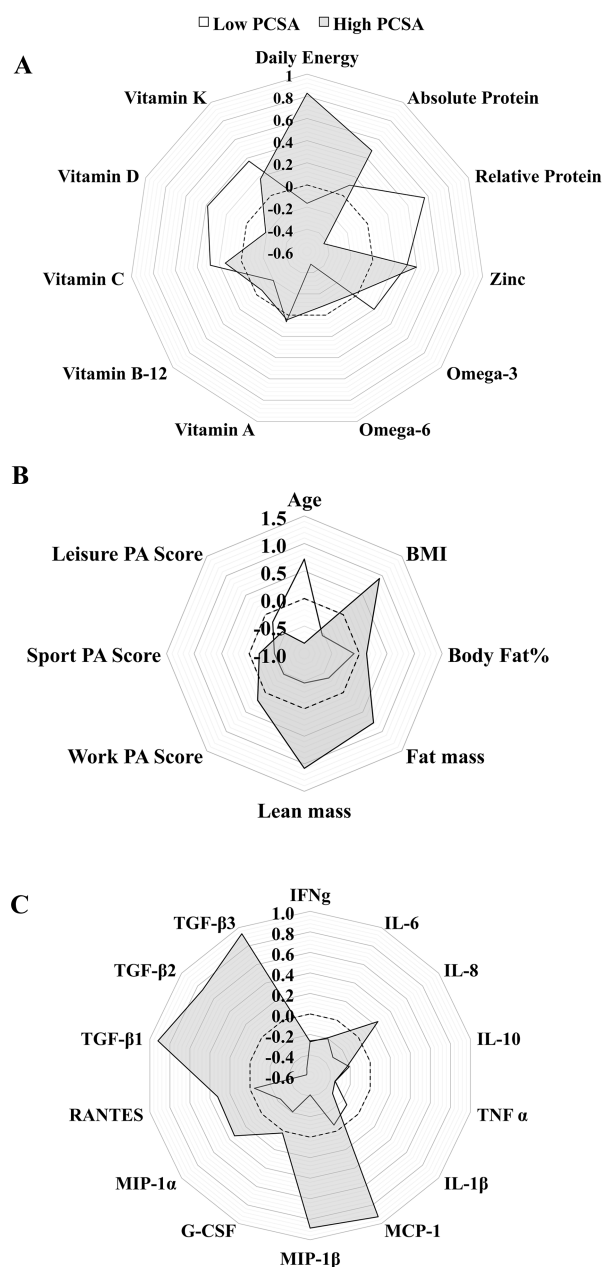 Low PCSA High PCSA
A
Daily Energy
Absolute Protein
Relative Protein
Zinc
Omega-3
Omega-6
Vitamin A
Vitamin B-12
Vitamin C
Vitamin D
Vitamin K
1
0.8
0.6
0.4
0.2
0
-0.2
-0.4
-0.6
B
Age
BMI
Body Fat%
Fat mass
Lean mass
Work PA Score
Sport PA Score
Leisure PA Score
1.5
1.0
0.5
0.0
-0.5
-1.0
C
IFNg
IL-6
IL-8
IL-10
TNF α
IL-1β
MCP-1
MIP-1β
G-CSF
MIP-1α
RANTES
TGF-β1
TGF-β2
TGF-β3
1.0
0.8
0.6
0.4
0.2
0.0
-0.2
-0.4
-0.6